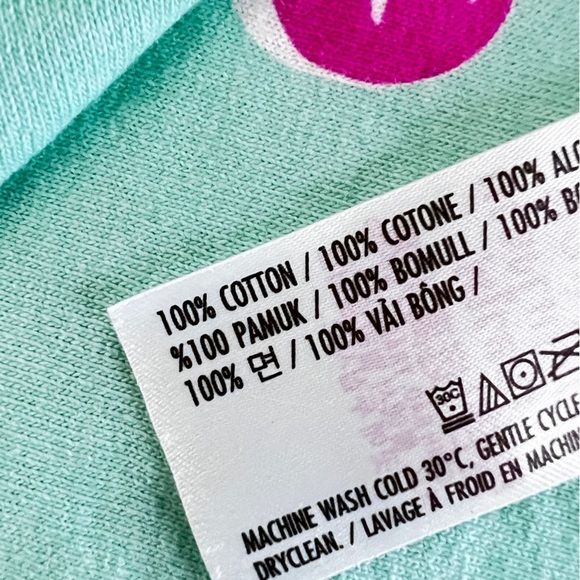 100% COTTON / 100% COTONE / 100%
%100 PAMUK / 100% BOMULL / 100%
100% 면 / 100% VẢI BÔNG /
30C
MACHINE WASH COLD 30°C, GENTLE CYCLE
DRYCLEAN. / LAVAGE À FROID EN